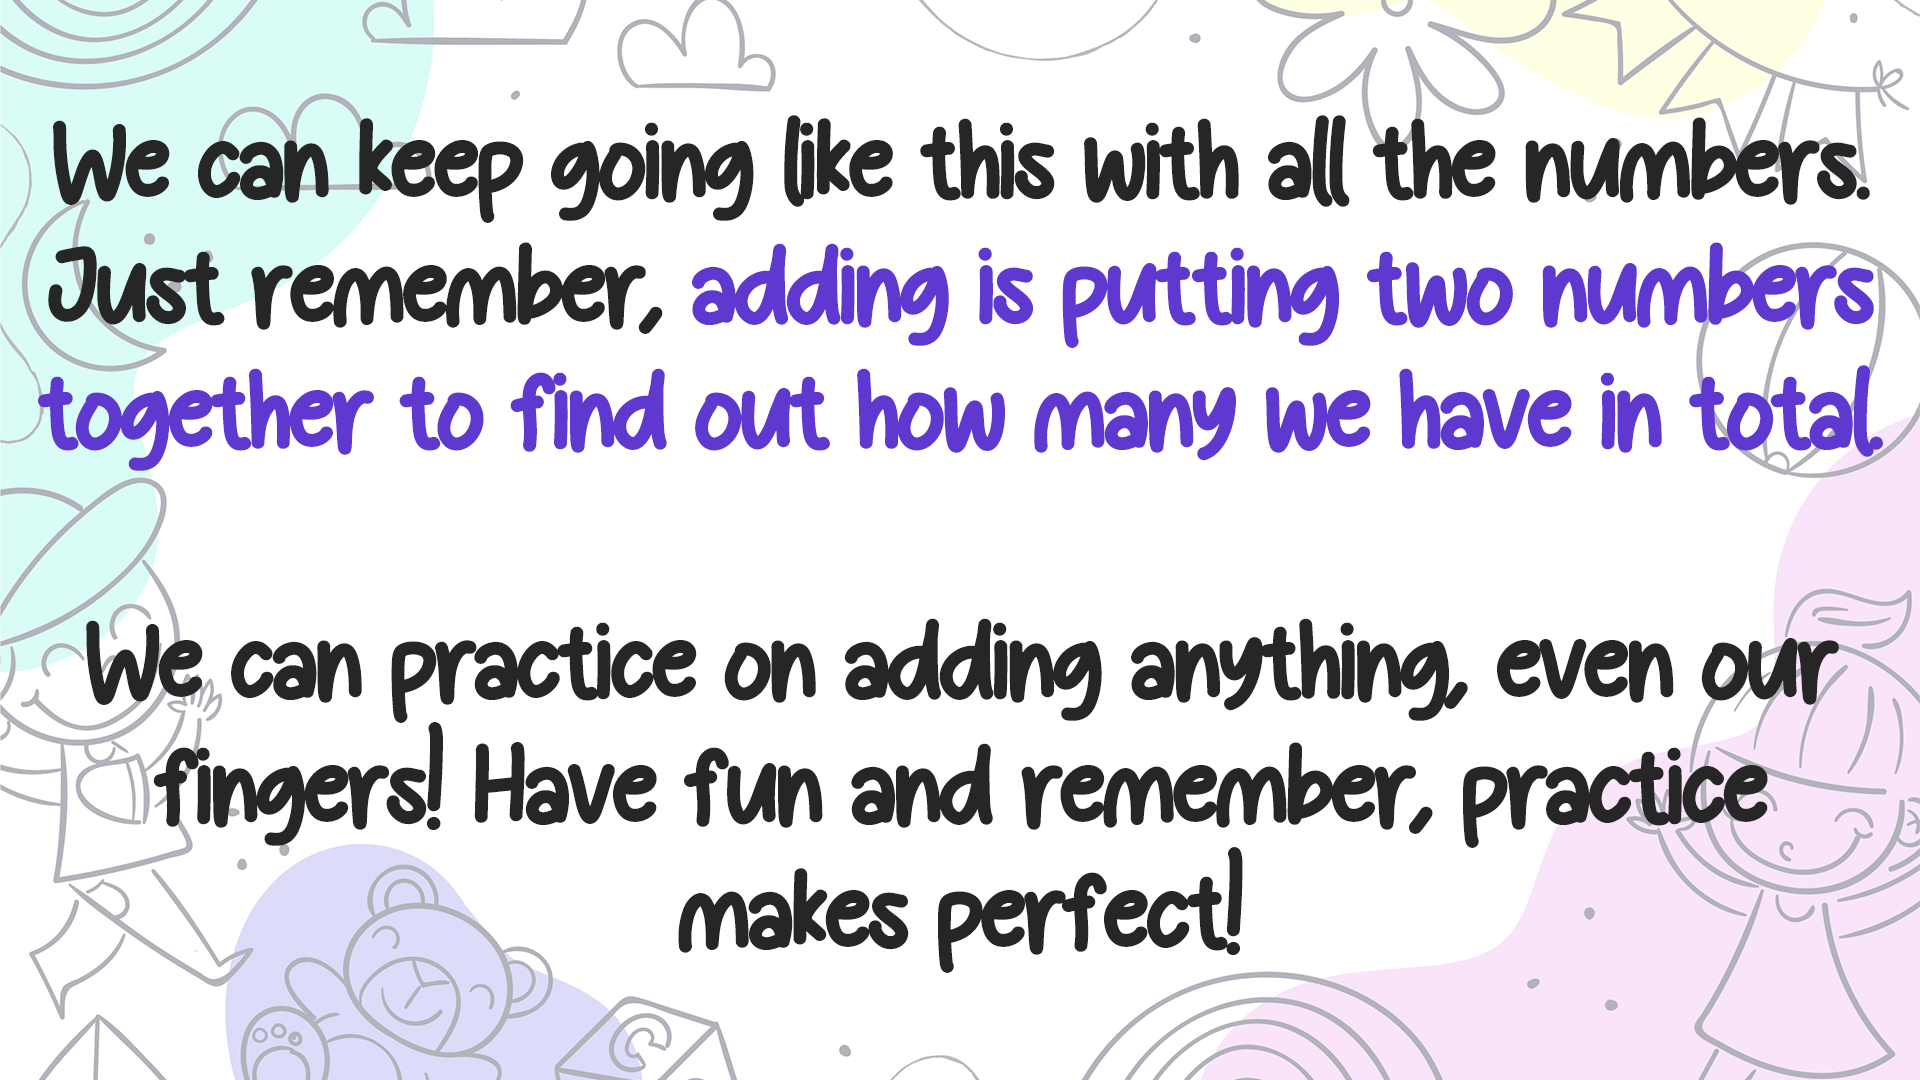 We can keep going like this with all the numbers.
Just remember, adding is putting two numbers
together to find out how many we have in total.
We can practice on adding anything, even our
fingers! Have fun and remember, practice
makes perfect!